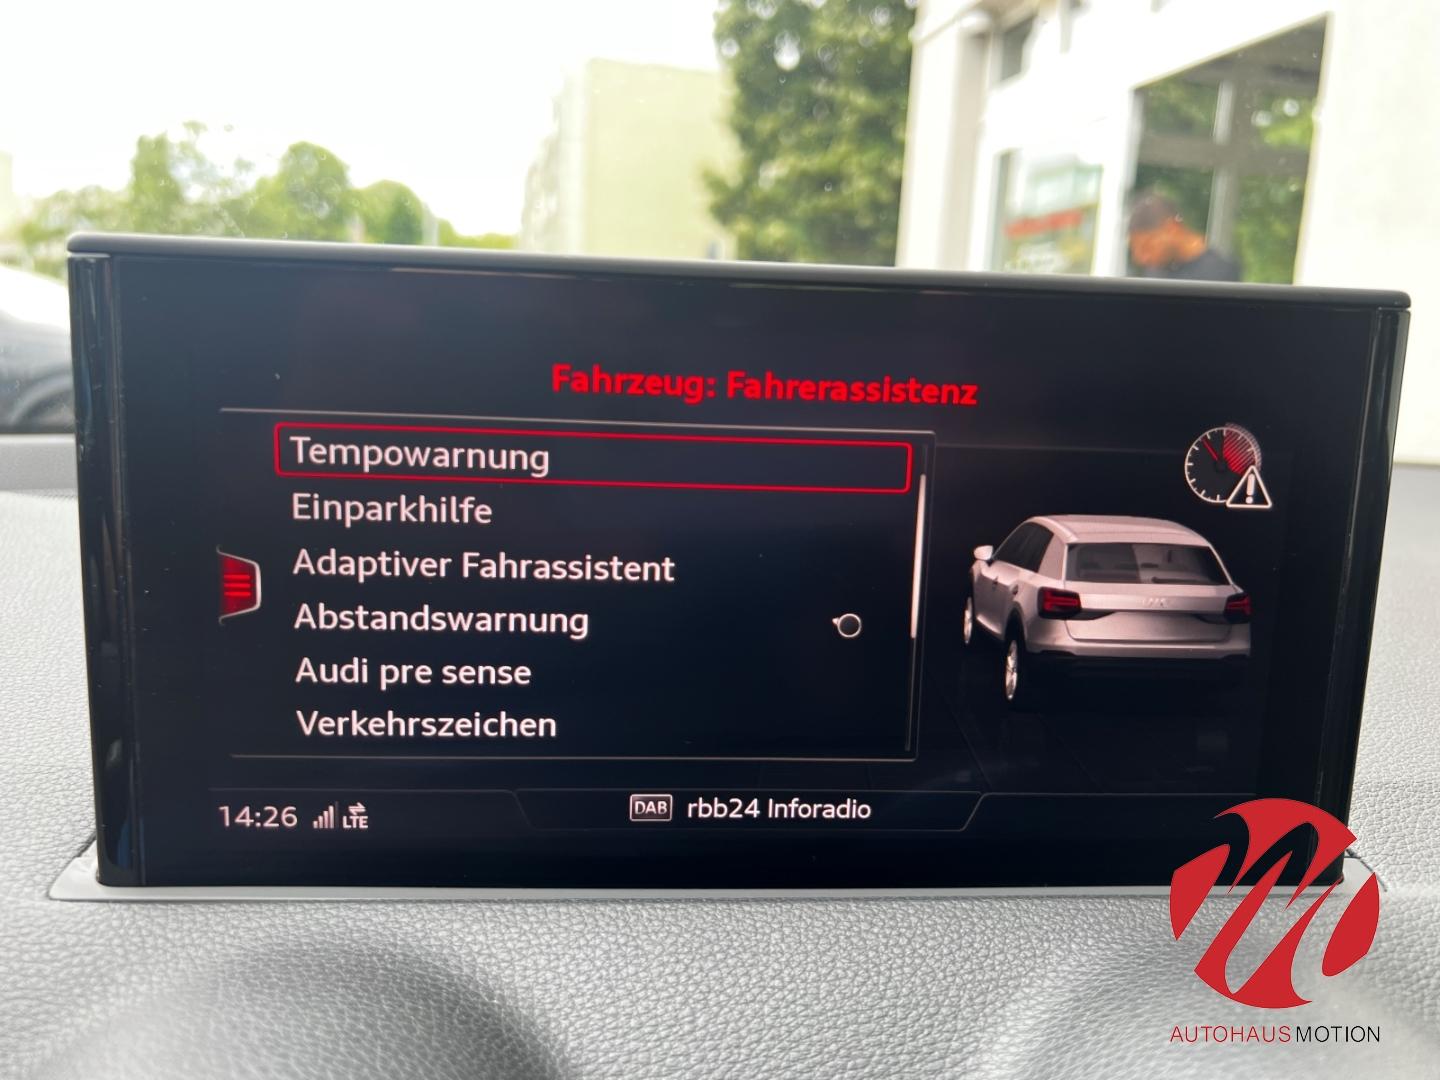 Fahrzeug: Fahrerassistenz
Tempowarnung
Einparkhilfe
Adaptiver Fahrassistent
Abstandswarnung
Audi pre sense
Verkehrszeichen
14:26 LTE
DAB rbb24 Inforadio
AUTOHAUS MOTION